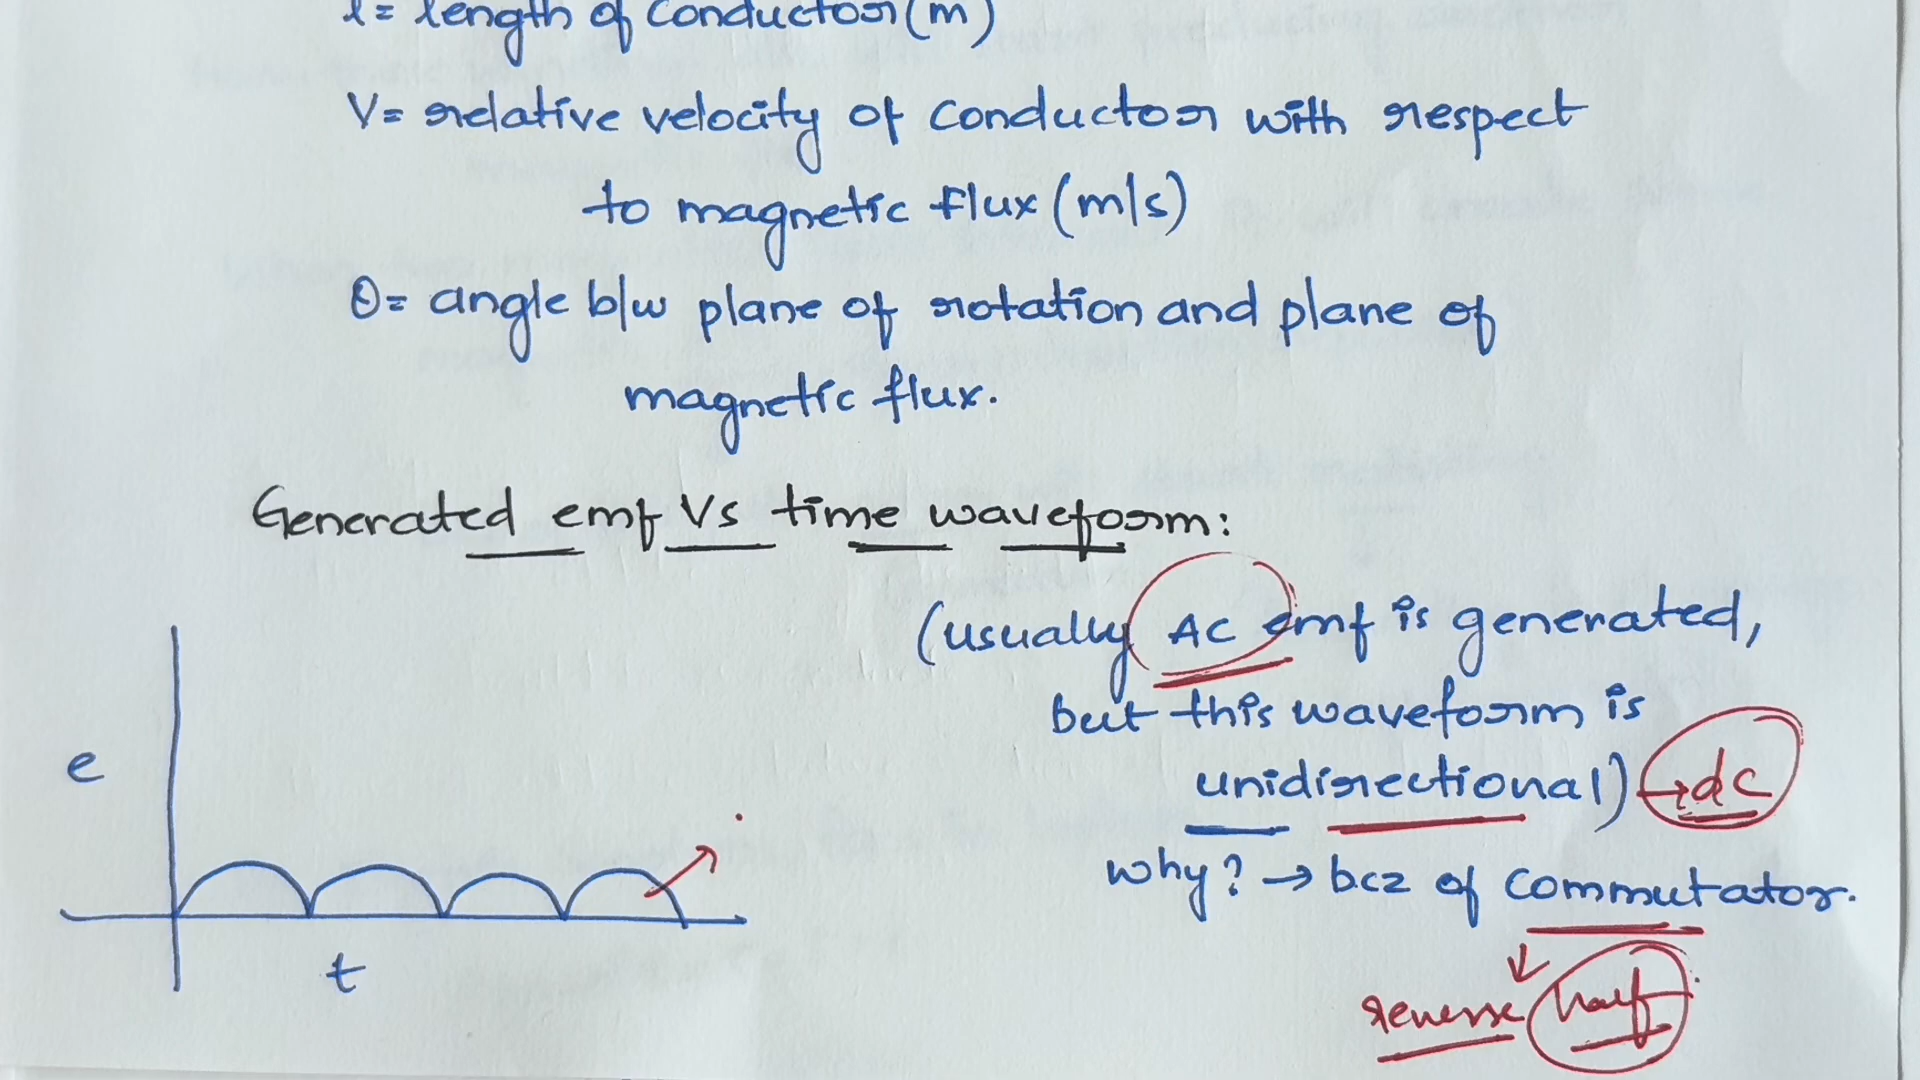 l = length of conductor (m)
V = relative velocity of conductor with respect
to magnetic flux (m/s)
θ = angle b/w plane of rotation and plane of
magnetic flux.
Generated emf Vs time waveform:
(usually AC emf is generated,
but this waveform is
unidirectional) → dc
e
why? → bcz of commutator.
t
reverse half